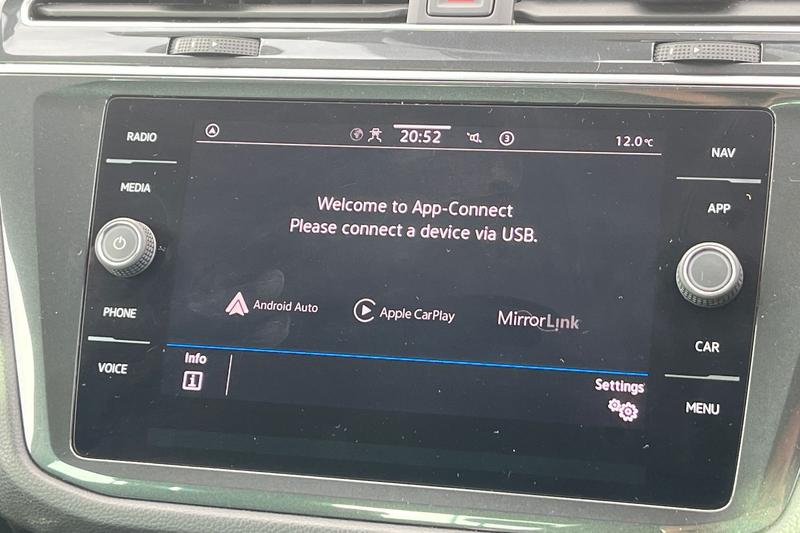 RADIO
MEDIA
PHONE
VOICE
20:52
3
12.0°C
Welcome to App-Connect
Please connect a device via USB.
Android Auto
Apple CarPlay
MirrorLink
Info
i
Settings
NAV
APP
CAR
MENU